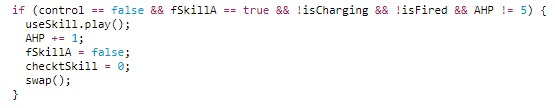 if (control == false && fSkillA == true && !isCharging && !isFired && AHP != 5) {
useSkill.play();
AHP += 1;
fSkillA = false;
checktSkill = 0;
swap();
}